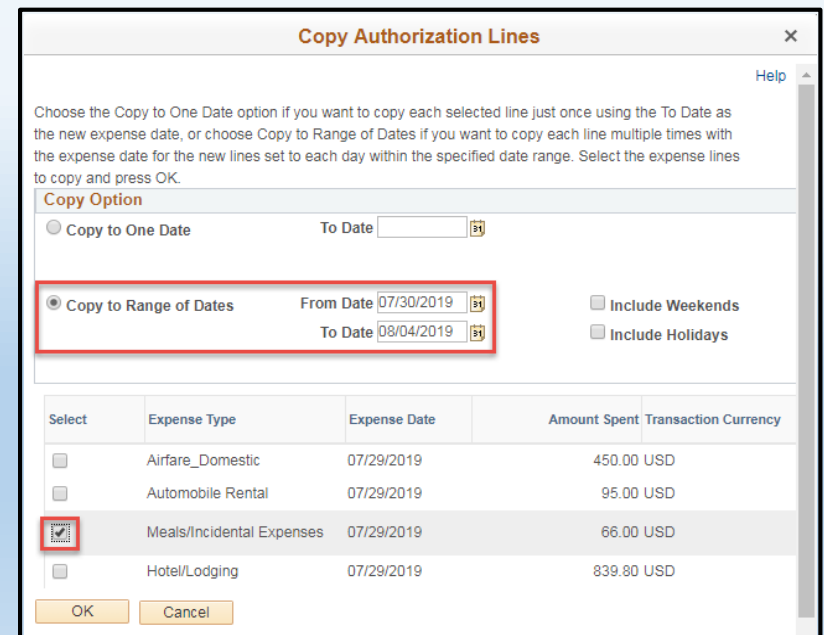 Copy Authorization Lines ×
Help
Choose the Copy to One Date option if you want to copy each selected line just once using the To Date as
the new expense date, or choose Copy to Range of Dates if you want to copy each line multiple times with
the expense date for the new lines set to each day within the specified date range. Select the expense lines
to copy and press OK.
Copy Option
Copy to One Date To Date 31
Copy to Range of Dates From Date 07/30/2019 31 Include Weekends
To Date 08/04/2019 31 Include Holidays
Select Expense Type Expense Date Amount Spent Transaction Currency
Airfare_Domestic 07/29/2019 450.00 USD
Automobile Rental 07/29/2019 95.00 USD
Meals/Incidental Expenses 07/29/2019 66.00 USD
Hotel/Lodging 07/29/2019 839.80 USD
OK Cancel